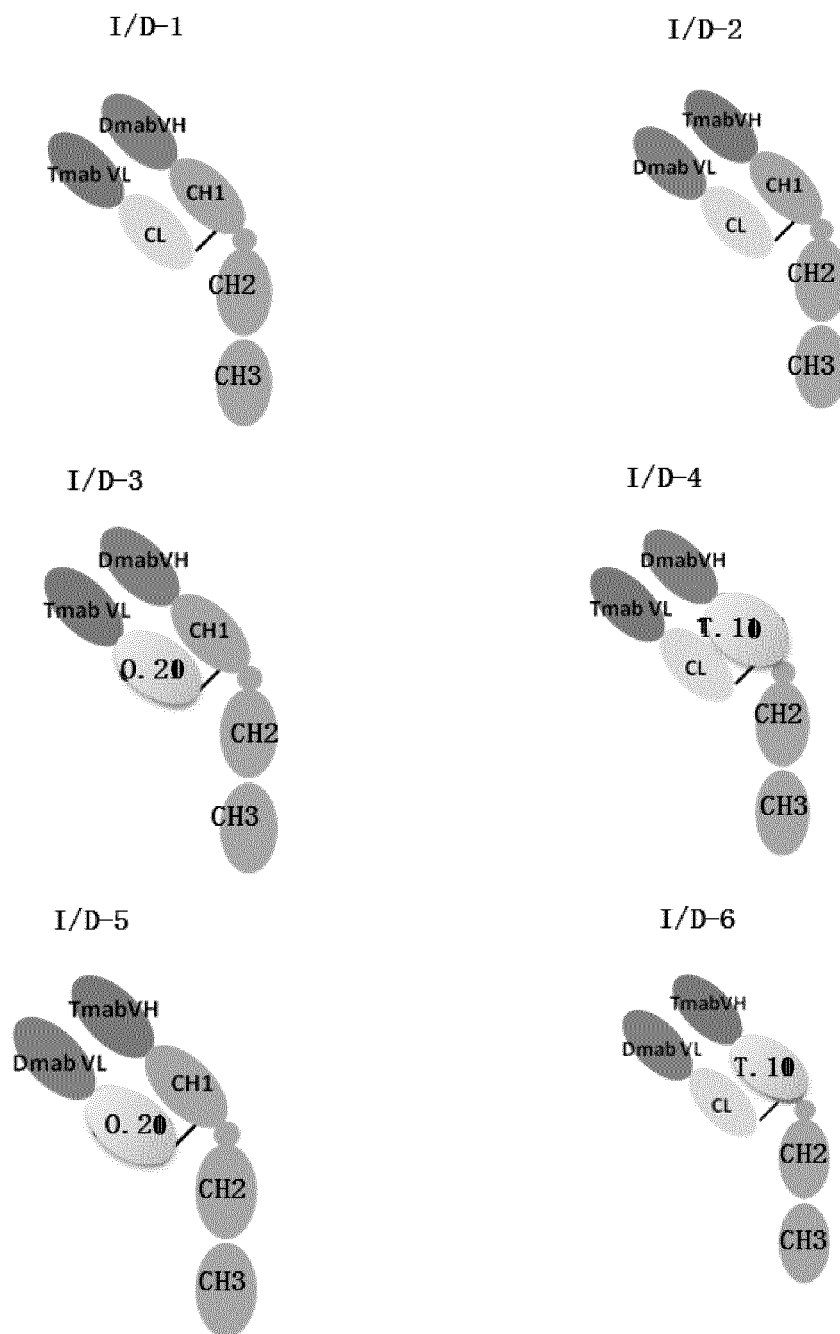 I/D-1
DmabVH
Tmab VL
CH1
CL
CH2
CH3
I/D-2
TmabVH
Dmab VL
CH1
CL
CH2
CH3
I/D-3
DmabVH
Tmab VL
CH1
O.20
CH2
CH3
I/D-4
DmabVH
Tmab VL
T.10
CL
CH2
CH3
I/D-5
TmabVH
Dmab VL
CH1
O.20
CH2
CH3
I/D-6
TmabVH
Dmab VL
T.10
CL
CH2
CH3